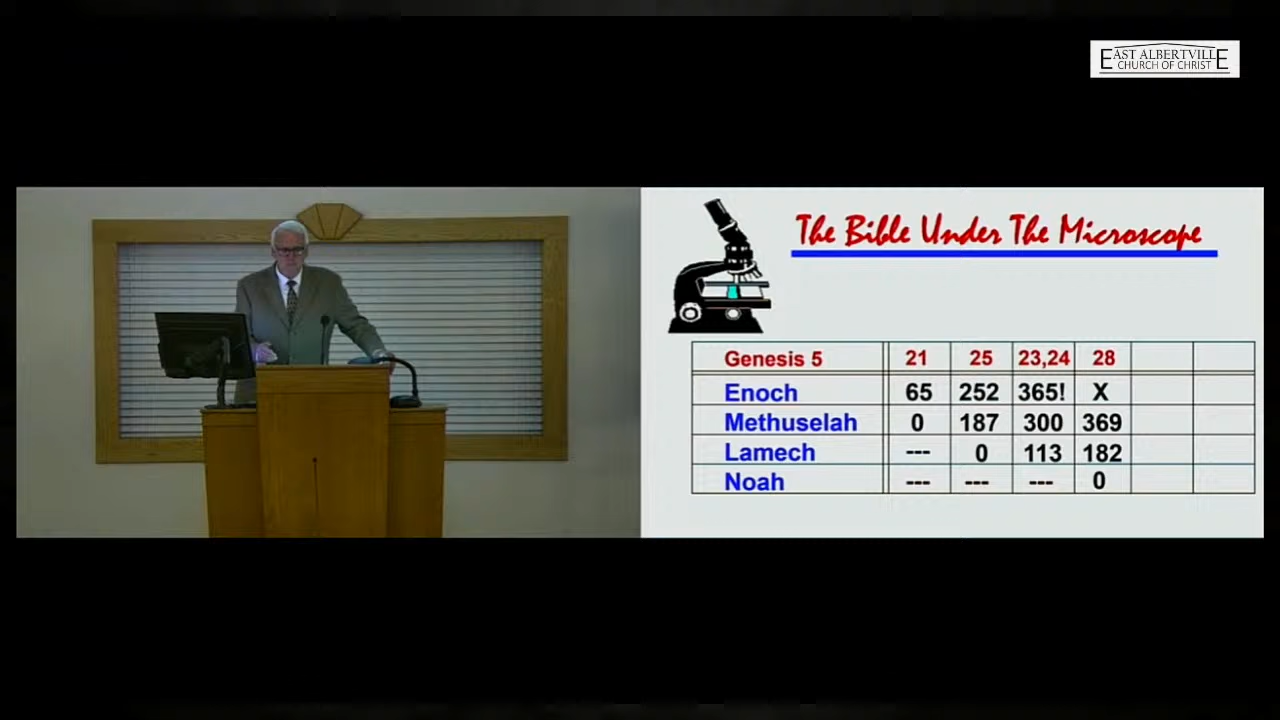 EAST ALBERTVILLE
CHURCH OF CHRIST
The Bible Under The Microscope
Genesis 5 21 25 23,24 28
Enoch 65 252 365! X
Methuselah 0 187 300 369
Lamech --- 0 113 182
Noah --- --- --- 0